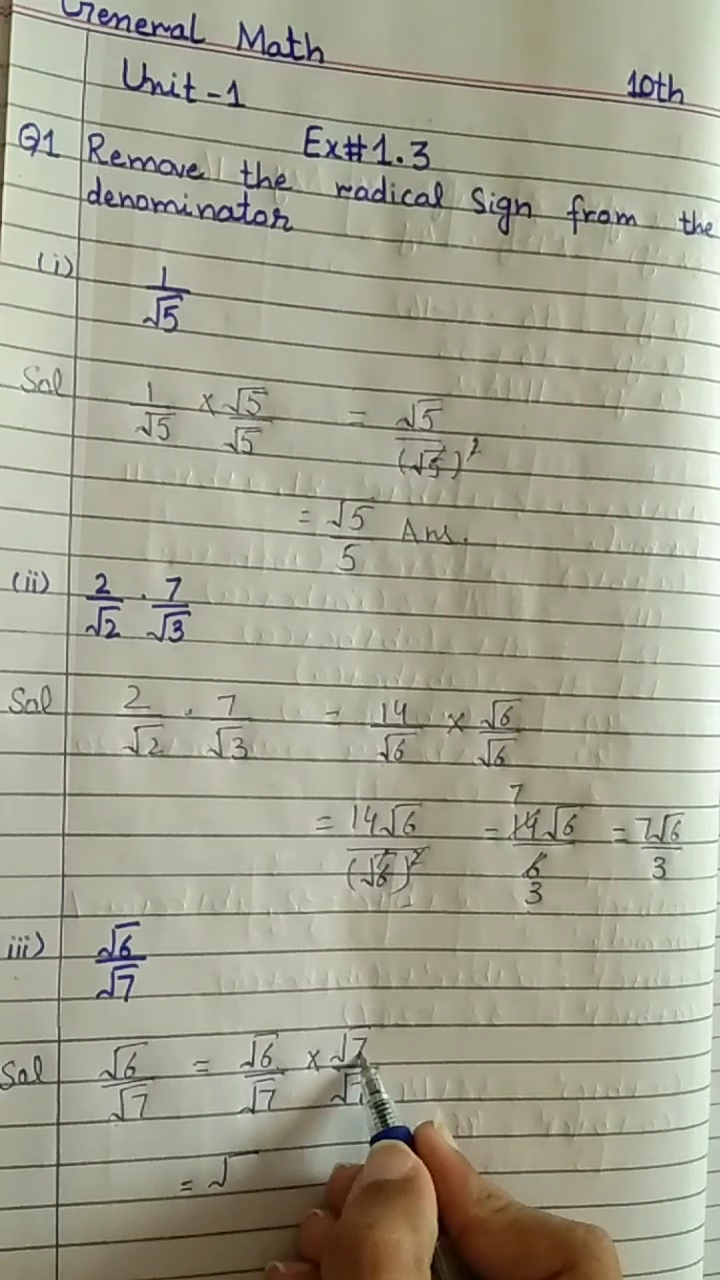 General Math
Unit-1 10th
Ex#1.3
Q1 Remove the radical Sign from the
denominator
(i) 1/√5
Sol 1/√5 × √5/√5 = √5/(√5)²
= √5/5 Ans.
(ii) 2/√2 · 7/√3
Sol 2/√2 · 7/√3 = 14/√6 × √6/√6
= 14√6/(√6)² = 14√6/6 = 7√6/3
7
3
iii) √6/√7
Sol √6/√7 = √6/√7 × √7/√7
= √